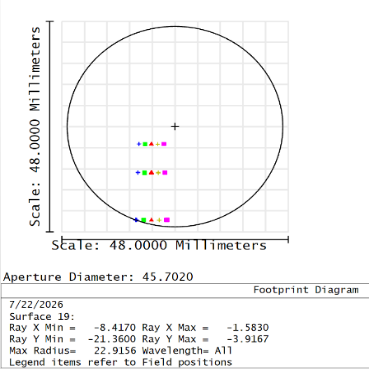 Scale: 48.0000 Millimeters
Scale: 48.0000 Millimeters
Aperture Diameter: 45.7020
Footprint Diagram
7/22/2026
Surface 19:
Ray X Min = -8.4170 Ray X Max = -1.5830
Ray Y Min = -21.3600 Ray Y Max = -3.9167
Max Radius= 22.9156 Wavelength= All
Legend items refer to Field positions